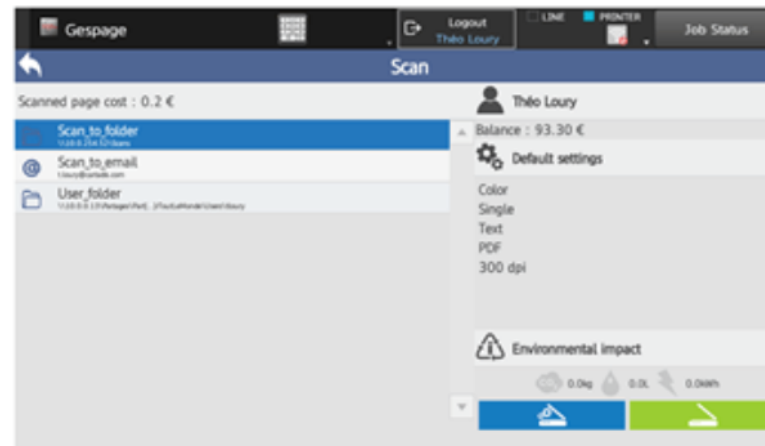 Gespage
Logout
Théo Loury
LINE
PRINTER
Job Status
Scan
Scanned page cost : 0.2 €
Théo Loury
Scan_to_folder
Balance : 93.30 €
Scan_to_email
Default settings
User_folder
Color
Single
Text
PDF
300 dpi
Environmental impact
0.0kg
0.0L
0.0kWh